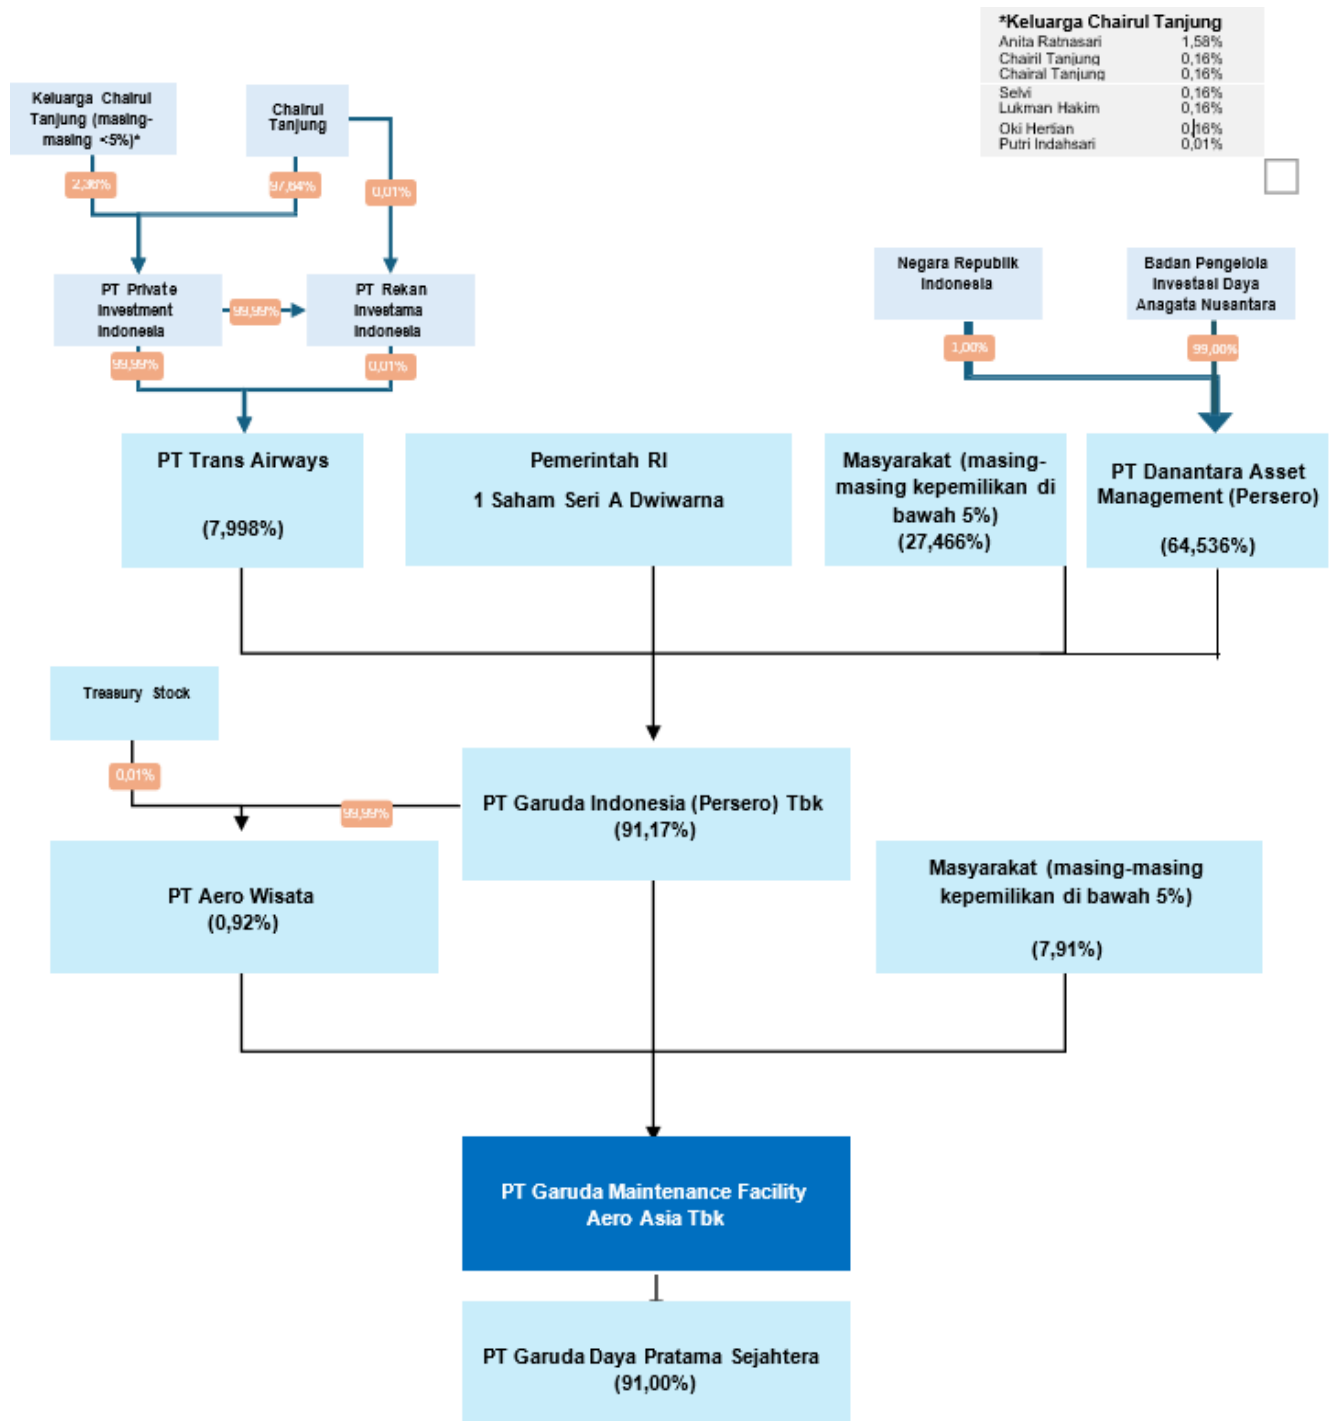 *Keluarga Chairul Tanjung
Anita Ratnasari 1,58%
Chairil Tanjung 0,16%
Chairal Tanjung 0,16%
Selvi 0,16%
Lukman Hakim 0,16%
Oki Hertian 0,16%
Putri Indahsari 0,01%
Keluarga Chairul
Tanjung (masing-
masing <5%)*
Chairul
Tanjung
2,36%
97,64%
0,01%
PT Private
Investment
Indonesia
99,99%
PT Rekan
Investama
Indonesia
Negara Republik
Indonesia
Badan Pengelola
Investasi Daya
Anagata Nusantara
99,99%
0,01%
1,00%
99,00%
PT Trans Airways
(7,998%)
Pemerintah RI
1 Saham Seri A Dwiwarna
Masyarakat (masing-
masing kepemilikan di
bawah 5%)
(27,466%)
PT Danantara Asset
Management (Persero)
(64,536%)
Treasury Stock
0,01%
99,99%
PT Garuda Indonesia (Persero) Tbk
(91,17%)
PT Aero Wisata
(0,92%)
Masyarakat (masing-masing
kepemilikan di bawah 5%)
(7,91%)
PT Garuda Maintenance Facility
Aero Asia Tbk
PT Garuda Daya Pratama Sejahtera
(91,00%)